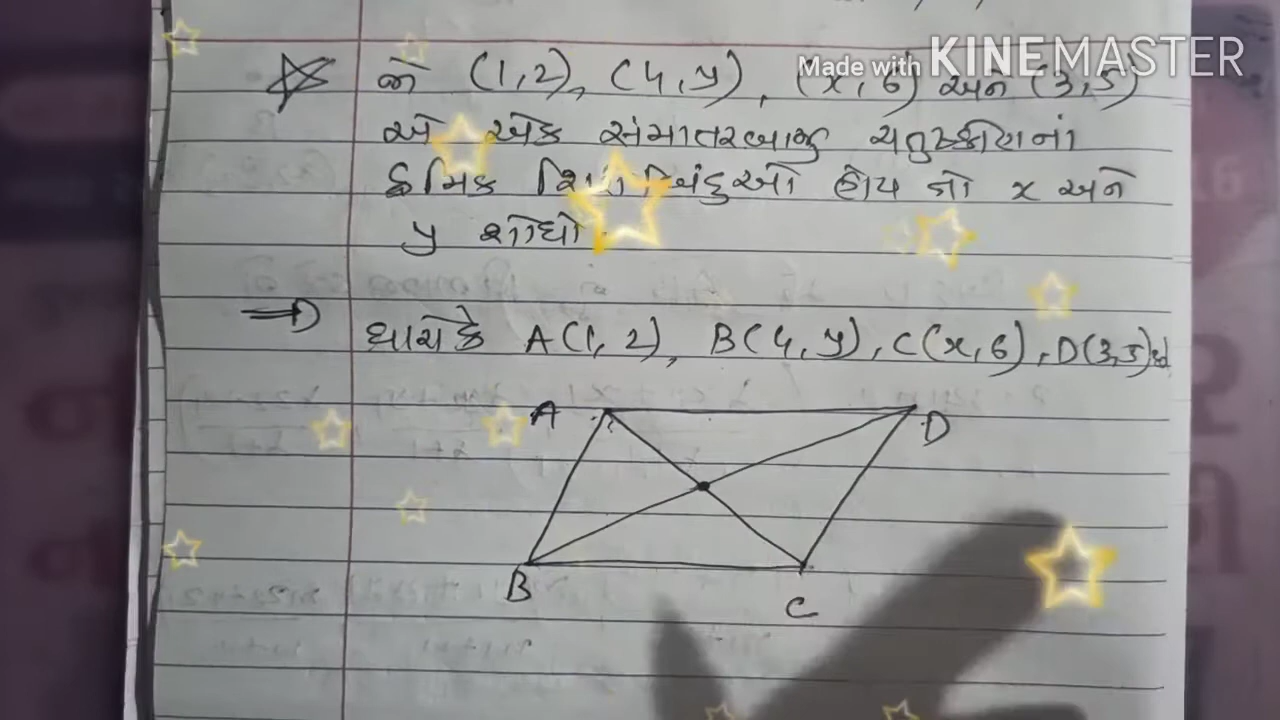 Made with KINEMASTER
જો (1,2), (4,y), (x,6) અને (3,5)
એ એક સમાંતરબાજુ ચતુષ્કોણનાં
ક્રમિક શિરોબિંદુઓ હોય તો x અને
y શોધો.
⇒ ધારોકે A(1,2), B(4,y), C(x,6), D(3,5) છે
A D
B C